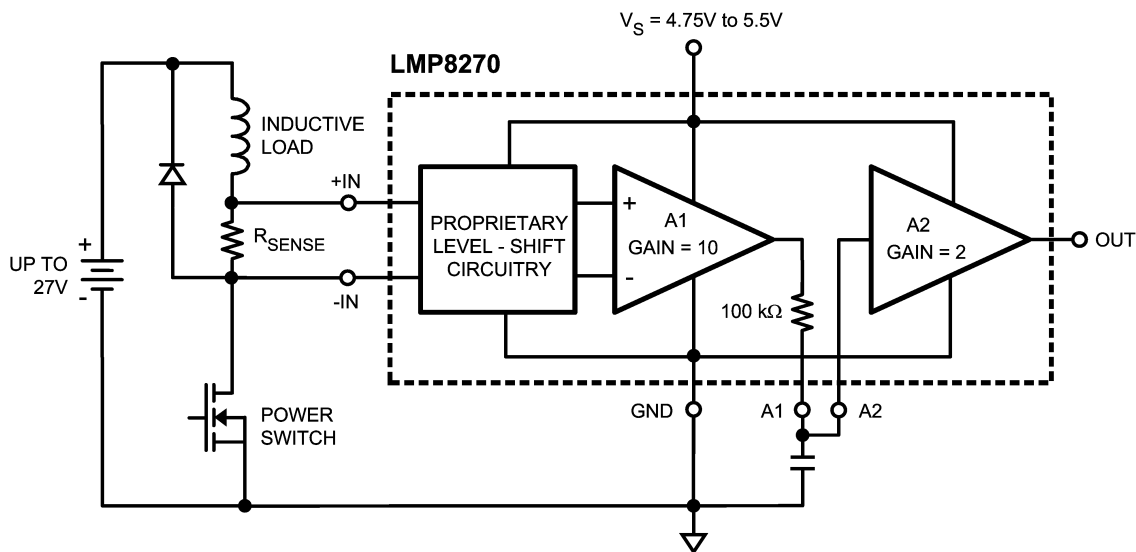 V_S = 4.75V to 5.5V
LMP8270
INDUCTIVE
LOAD
+IN
R_SENSE
PROPRIETARY
LEVEL - SHIFT
CIRCUITRY
+
-
A1
GAIN = 10
A2
GAIN = 2
OUT
+
UP TO
27V
-
-IN
100 kΩ
POWER
SWITCH
GND
A1
A2